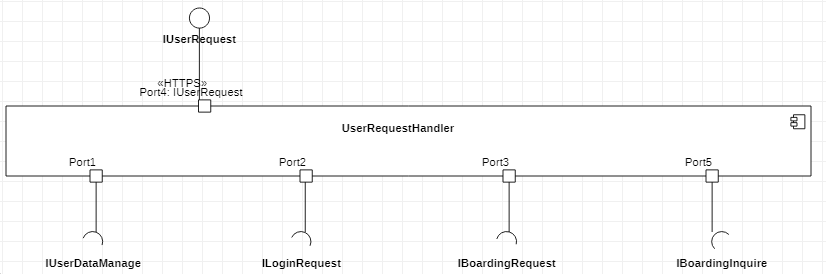 IUserRequest
«HTTPS»
Port4: IUserRequest
UserRequestHandler
Port1 Port2 Port3 Port5
IUserDataManage ILoginRequest IBoardingRequest IBoardingInquire